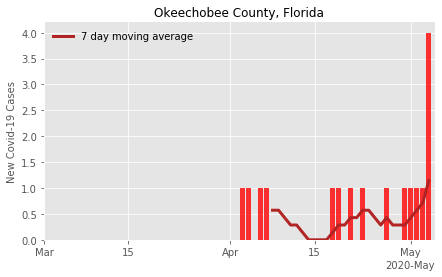 Okeechobee County, Florida
7 day moving average
New Covid-19 Cases
4.0
3.5
3.0
2.5
2.0
1.5
1.0
0.5
0.0
Mar
15
Apr
15
May
2020-May